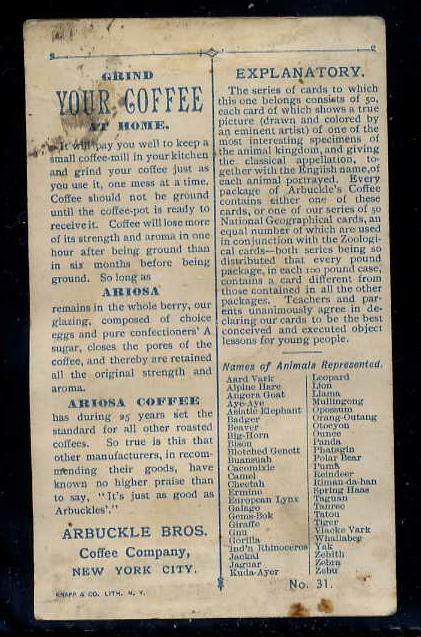 GRIND
YOUR COFFEE
AT HOME.
It will pay you well to keep a
small coffee-mill in your kitchen
and grind your coffee just as
you use it, one mess at a time.
Coffee should not be ground
until the coffee-pot is ready to
receive it. Coffee will lose more
of its strength and aroma in one
hour after being ground than
in six months before being
ground. So long as
ARIOSA
remains in the whole berry, our
glazing, composed of choice
eggs and pure confectioners' A
sugar, closes the pores of the
coffee, and thereby are retained
all the original strength and
aroma.
ARIOSA COFFEE
has during 25 years set the
standard for all other roasted
coffees. So true is this that
other manufacturers, in recom-
mending their goods, have
known no higher praise than
to say, "It's just as good as
Arbuckles'."
ARBUCKLE BROS.
Coffee Company,
NEW YORK CITY.
KNAPP & CO. LITH. N. Y.
EXPLANATORY.
The series of cards to which
this one belongs consists of 50,
each card of which shows a true
picture (drawn and colored by
an eminent artist) of one of the
most interesting specimens of
the animal kingdom, and giving
the classical appellation, to-
gether with the English name, of
each animal portrayed. Every
package of Arbuckle's Coffee
contains either one of these
cards, or one of our series of 50
National Geographical cards, an
equal number of which are used
in conjunction with the Zoologi-
cal cards—both series being so
distributed that every pound
package, in each 100 pound case,
contains a card different from
those contained in all the other
packages. Teachers and par-
ents unanimously agree in de-
claring our cards to be the best
conceived and executed object
lessons for young people.
Names of Animals Represented.
Aard Vark
Alpine Hare
Angora Goat
Aye-Aye
Asiatic Elephant
Badger
Beaver
Big-Horn
Bison
Blotched Genett
Buansuah
Cacomixle
Camel
Cheetah
Ermine
European Lynx
Galago
Gems-Bok
Giraffe
Gnu
Gorilla
Ind'n Rhinoceros
Jackal
Jaguar
Kuda-Ayer
Leopard
Lion
Llama
Mullingong
Opossum
Orang-Outang
Otocyon
Ounce
Panda
Phatagin
Polar Bear
Puma
Reindeer
Riman-da-han
Spring Haas
Taguan
Tanrec
Tatou
Tiger
Vlacke Vark
Whallabee
Yak
Zebith
Zebra
Zebu
No. 31.